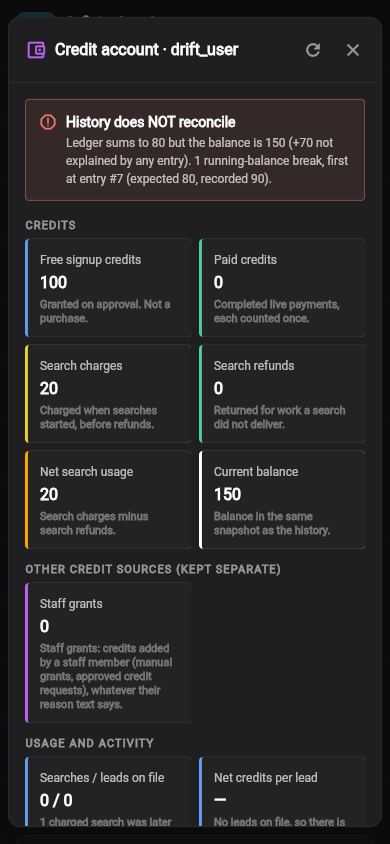 Credit account · drift_user
History does NOT reconcile
Ledger sums to 80 but the balance is 150 (+70 not
explained by any entry). 1 running-balance break, first
at entry #7 (expected 80, recorded 90).
CREDITS
Free signup credits
100
Granted on approval. Not a
purchase.
Paid credits
0
Completed live payments,
each counted once.
Search charges
20
Charged when searches
started, before refunds.
Search refunds
0
Returned for work a search
did not deliver.
Net search usage
20
Search charges minus
search refunds.
Current balance
150
Balance in the same
snapshot as the history.
OTHER CREDIT SOURCES (KEPT SEPARATE)
Staff grants
0
Staff grants: credits added
by a staff member (manual
grants, approved credit
requests), whatever their
reason text says.
USAGE AND ACTIVITY
Searches / leads on file
0 / 0
1 charged search was later
Net credits per lead
—
No leads on file, so there is